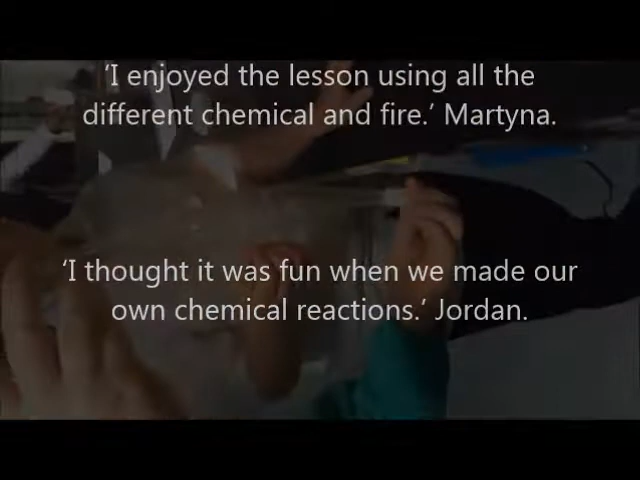 ‘I enjoyed the lesson using all the
different chemical and fire.’ Martyna.
‘I thought it was fun when we made our
own chemical reactions.’ Jordan.